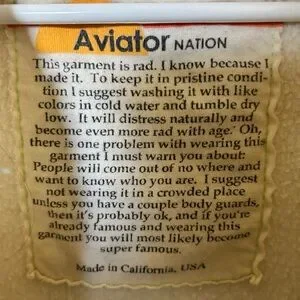 Aviator NATION
This garment is rad. I know because I
made it. To keep it in pristine condi-
tion I suggest washing it with like
colors in cold water and tumble dry
low. It will distress naturally and
become even more rad with age. Oh,
there is one problem with wearing this
garment I must warn you about:
People will come out of no where and
want to know who you are. I suggest
not wearing it in a crowded place
unless you have a couple body guards,
then it's probably ok, and if you're
already famous and wearing this
garment you will most likely become
super famous.
Made in California, USA